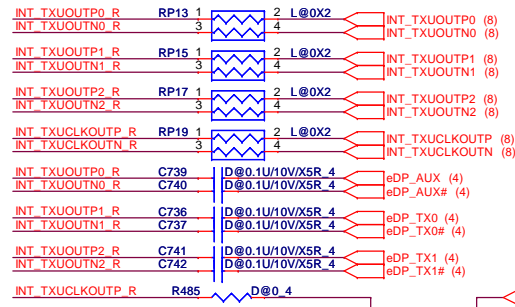 INT_TXUOUTP0_R RP13 1 2 L@0X2 INT_TXUOUTP0 (8)
INT_TXUOUTN0_R 3 4 INT_TXUOUTN0 (8)
INT_TXUOUTP1_R RP15 1 2 L@0X2 INT_TXUOUTP1 (8)
INT_TXUOUTN1_R 3 4 INT_TXUOUTN1 (8)
INT_TXUOUTP2_R RP17 1 2 L@0X2 INT_TXUOUTP2 (8)
INT_TXUOUTN2_R 3 4 INT_TXUOUTN2 (8)
INT_TXUCLKOUTP_R RP19 1 2 L@0X2 INT_TXUCLKOUTP (8)
INT_TXUCLKOUTN_R 3 4 INT_TXUCLKOUTN (8)
INT_TXUOUTP0_R C739 D@0.1U/10V/X5R_4 eDP_AUX (4)
INT_TXUOUTN0_R C740 D@0.1U/10V/X5R_4 eDP_AUX# (4)
INT_TXUOUTP1_R C736 D@0.1U/10V/X5R_4 eDP_TX0 (4)
INT_TXUOUTN1_R C737 D@0.1U/10V/X5R_4 eDP_TX0# (4)
INT_TXUOUTP2_R C741 D@0.1U/10V/X5R_4 eDP_TX1 (4)
INT_TXUOUTN2_R C742 D@0.1U/10V/X5R_4 eDP_TX1# (4)
INT_TXUCLKOUTP_R R485 D@0_4